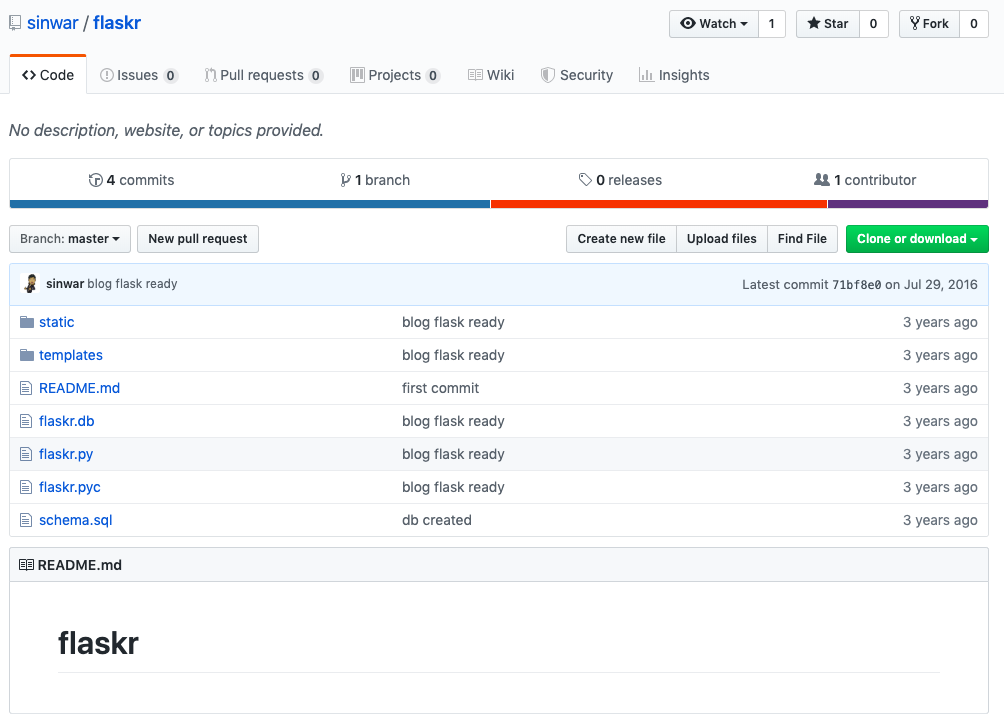 sinwar / flaskr
Watch 1 Star 0 Fork 0
Code Issues 0 Pull requests 0 Projects 0 Wiki Security Insights
No description, website, or topics provided.
4 commits 1 branch 0 releases 1 contributor
Branch: master New pull request Create new file Upload files Find File Clone or download
sinwar blog flask ready Latest commit 71bf8e0 on Jul 29, 2016
static blog flask ready 3 years ago
templates blog flask ready 3 years ago
README.md first commit 3 years ago
flaskr.db blog flask ready 3 years ago
flaskr.py blog flask ready 3 years ago
flaskr.pyc blog flask ready 3 years ago
schema.sql db created 3 years ago
README.md
flaskr